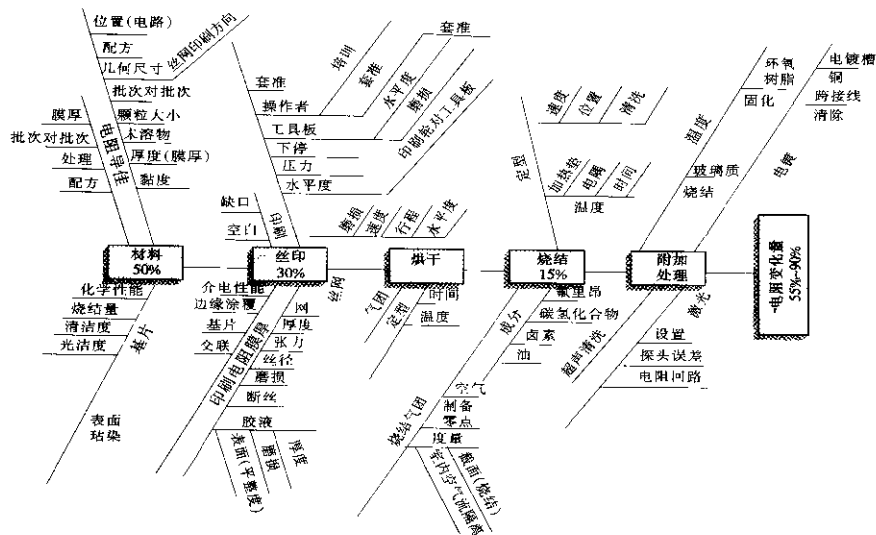 位置(电路)
配方
几何尺寸
丝网印刷方向
批次对批次
颗粒大小
木溶物
厚度(膜厚)
黏度
膜厚
批次对批次
处理
配方
电阻导佳
套准
操作者
工具板
下停
压力
水平度
培训
套准
套准
水平度
磨损
印刷轮对工具板
缺口
空白
印刷
磨损
速度
行程
水平度
速度
位置
清洗
定型
加热垫
电阻
时间
温度
环氧
树脂
固化
温度
玻璃质
烧结
电镀槽
铜
跨接线
清除
电镀
材料
50%
丝印
30%
烘干
烧结
15%
附加
处理
-电阻变化量
55%~90%
化学性能
烧结量
清洁度
光洁度
基片
表面
玷染
介电性能
边缘涂覆
基片
交联
印刷电阻膜厚
丝网
网
厚度
张力
丝径
磨损
断丝
胶液
表面(平整度)
磨损
厚度
气团
定型
时间
温度
成分
氟里昂
碳氢化合物
卤素
油
烧结气团
空气
制备
零点
度量
室内空气流隔离
截面(烧结)
超声清洗
激光
设置
探头误差
电阻回路